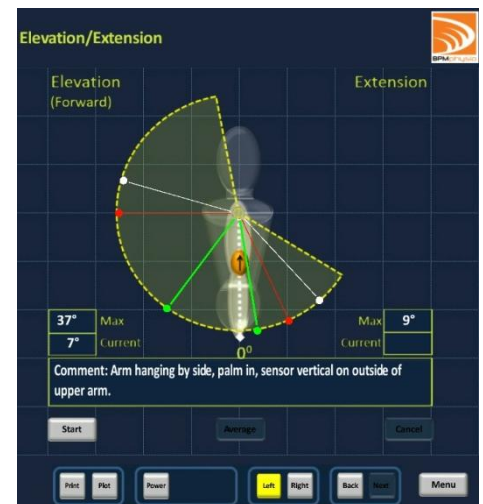 Elevation/Extension
BPMphysio
Elevation
(Forward)
Extension
37° Max
7° Current
Max 9°
Current
0°
Comment: Arm hanging by side, palm in, sensor vertical on outside of
upper arm.
Start Average Cancel
Print Plot Power Left Right Back Next Menu